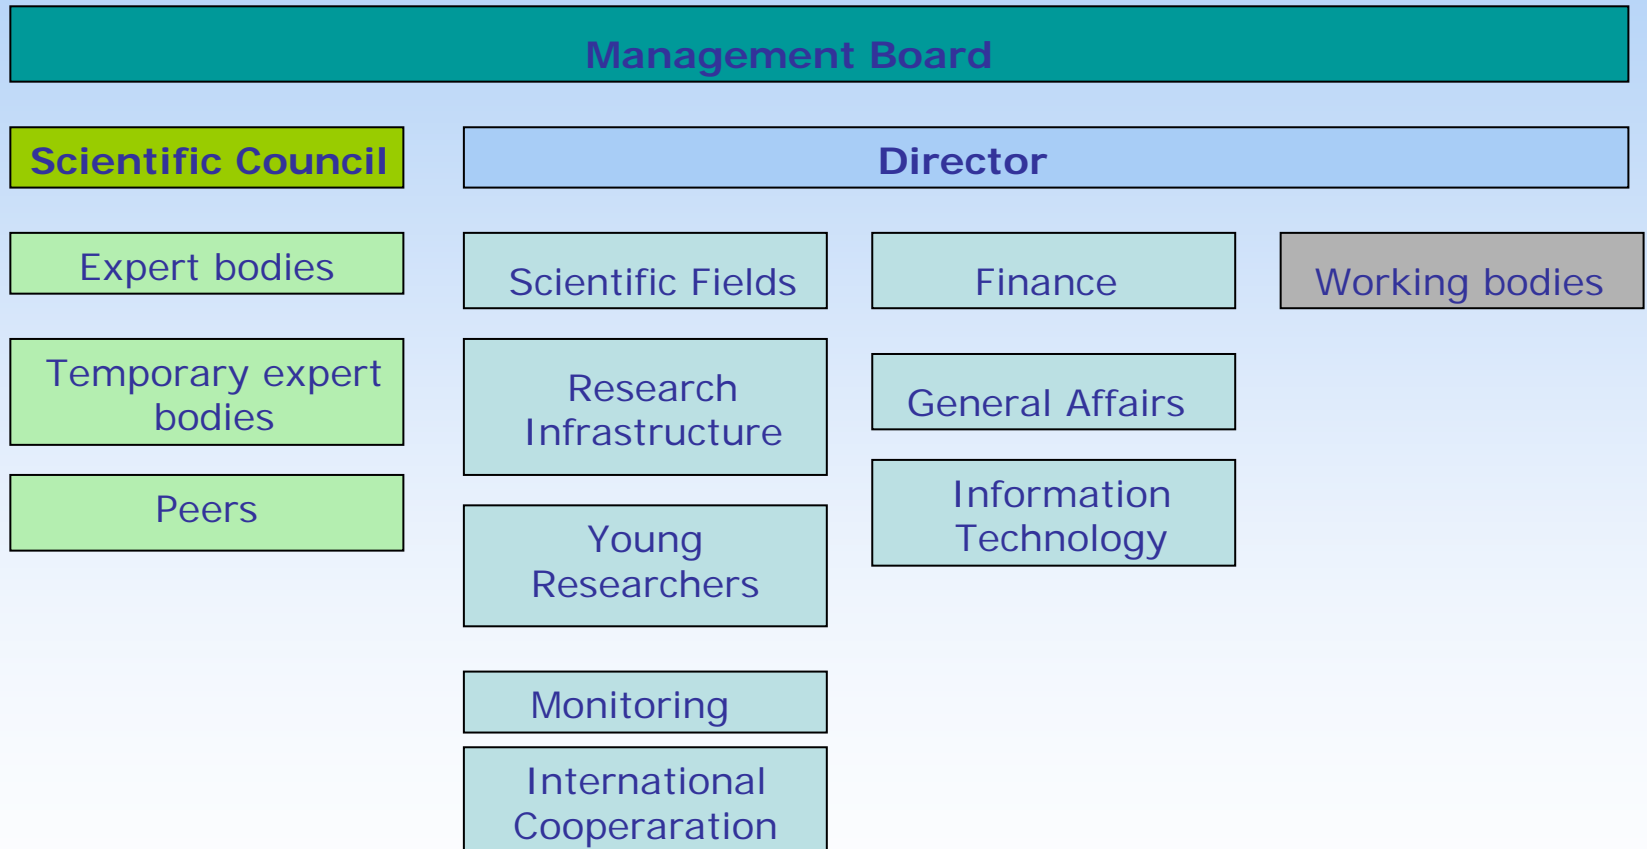 Management Board
Scientific Council
Director
Expert bodies
Scientific Fields
Finance
Working bodies
Temporary expert
bodies
Research
Infrastructure
General Affairs
Peers
Information
Technology
Young
Researchers
Monitoring
International
Cooperaration